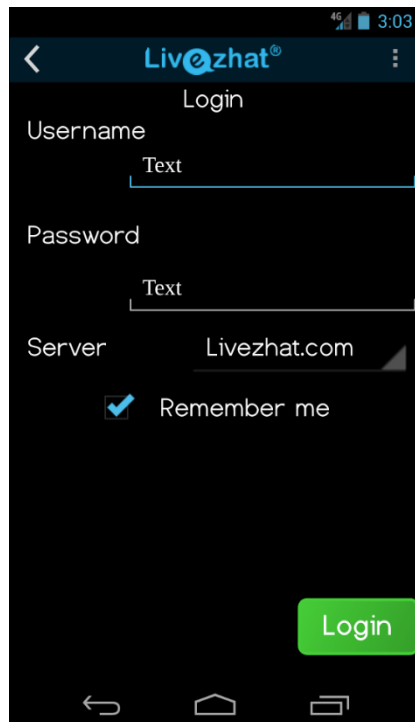 4G 3:03
Livezhat®
Login
Username
Text
Password
Text
Server Livezhat.com
Remember me
Login